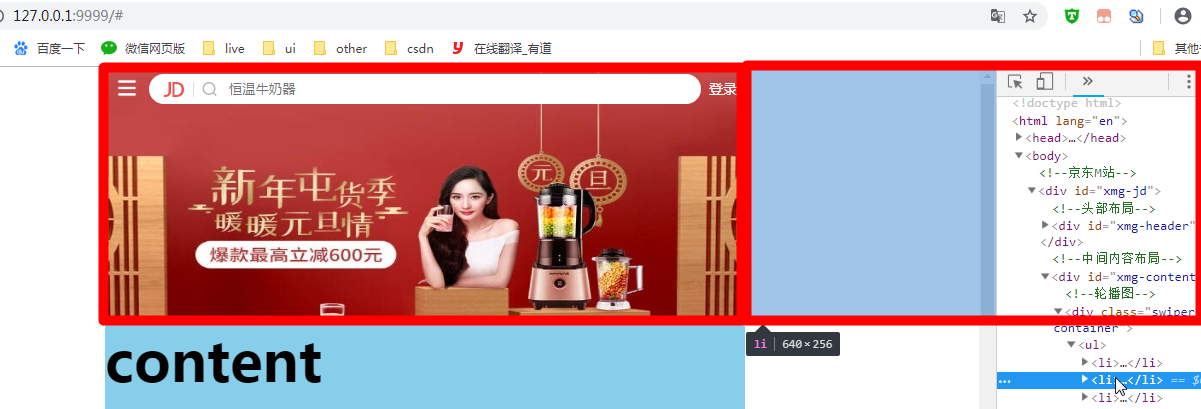 127.0.0.1:9999/#
百度一下 微信网页版 live ui other csdn 在线翻译_有道 其他
JD 恒温牛奶器 登录
新年屯货季
暖暖元旦情
爆款最高立减600元
元 旦
content
li 640×256
<!doctype html>
<html lang="en">
<head>…</head>
<body>
<!--京东M站-->
<div id="xmg-jd">
<!--头部布局-->
<div id="xmg-header"
</div>
<!--中间内容布局-->
<div id="xmg-content
<!--轮播图-->
<div class="swiper
container">
<ul>
<li>…</li>
<li>…</li> == $
<li>…</li>